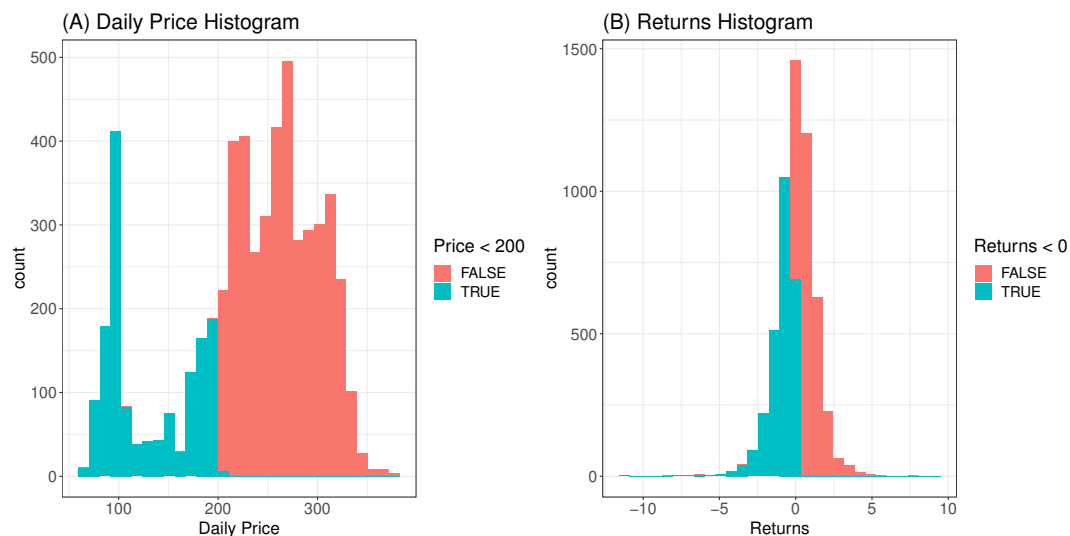 (A) Daily Price Histogram
500
400
300
200
100
0
count
100 200 300
Daily Price
Price < 200
FALSE
TRUE
(B) Returns Histogram
1500
1000
500
0
count
−10 −5 0 5 10
Returns
Returns < 0
FALSE
TRUE